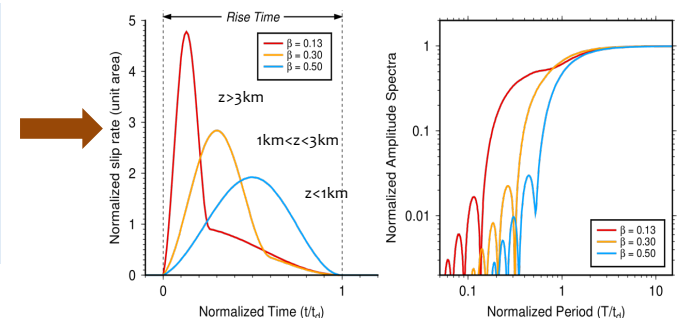 Rise Time
β = 0.13
β = 0.30
β = 0.50
z>3km
1km<z<3km
z<1km
5
4
3
2
1
0
Normalized slip rate (unit area)
0 1
Normalized Time (t/td)
1
0.1
0.01
Normalized Amplitude Spectra
β = 0.13
β = 0.30
β = 0.50
0.1 1 10
Normalized Period (T/td)